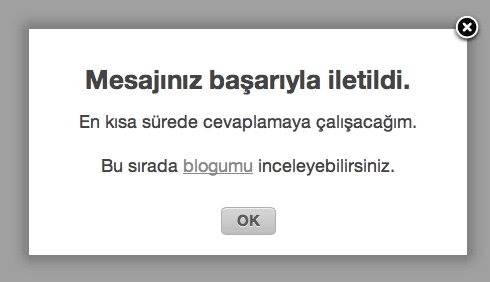 Mesajınız başarıyla iletildi.
En kısa sürede cevaplamaya çalışacağım.
Bu sırada blogumu inceleyebilirsiniz.
OK